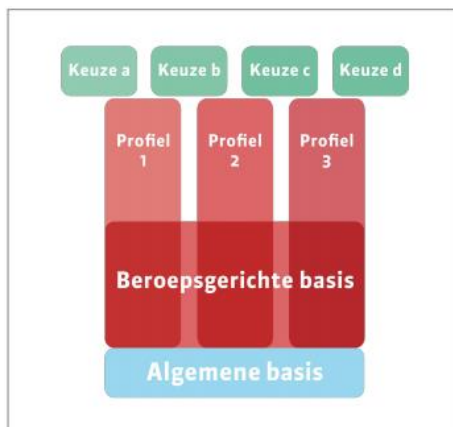 Keuze a
Keuze b
Keuze c
Keuze d
Profiel
1
Profiel
2
Profiel
3
Beroepsgerichte basis
Algemene basis